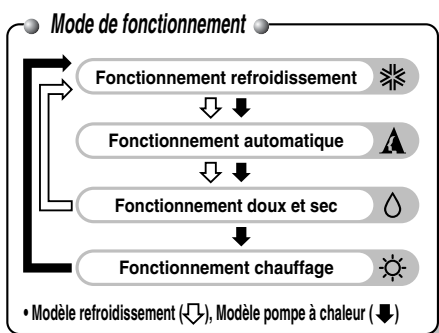 Mode de fonctionnement
Fonctionnement refroidissement
Fonctionnement automatique
Fonctionnement doux et sec
Fonctionnement chauffage
• Modèle refroidissement (⇩), Modèle pompe à chaleur (⬇)